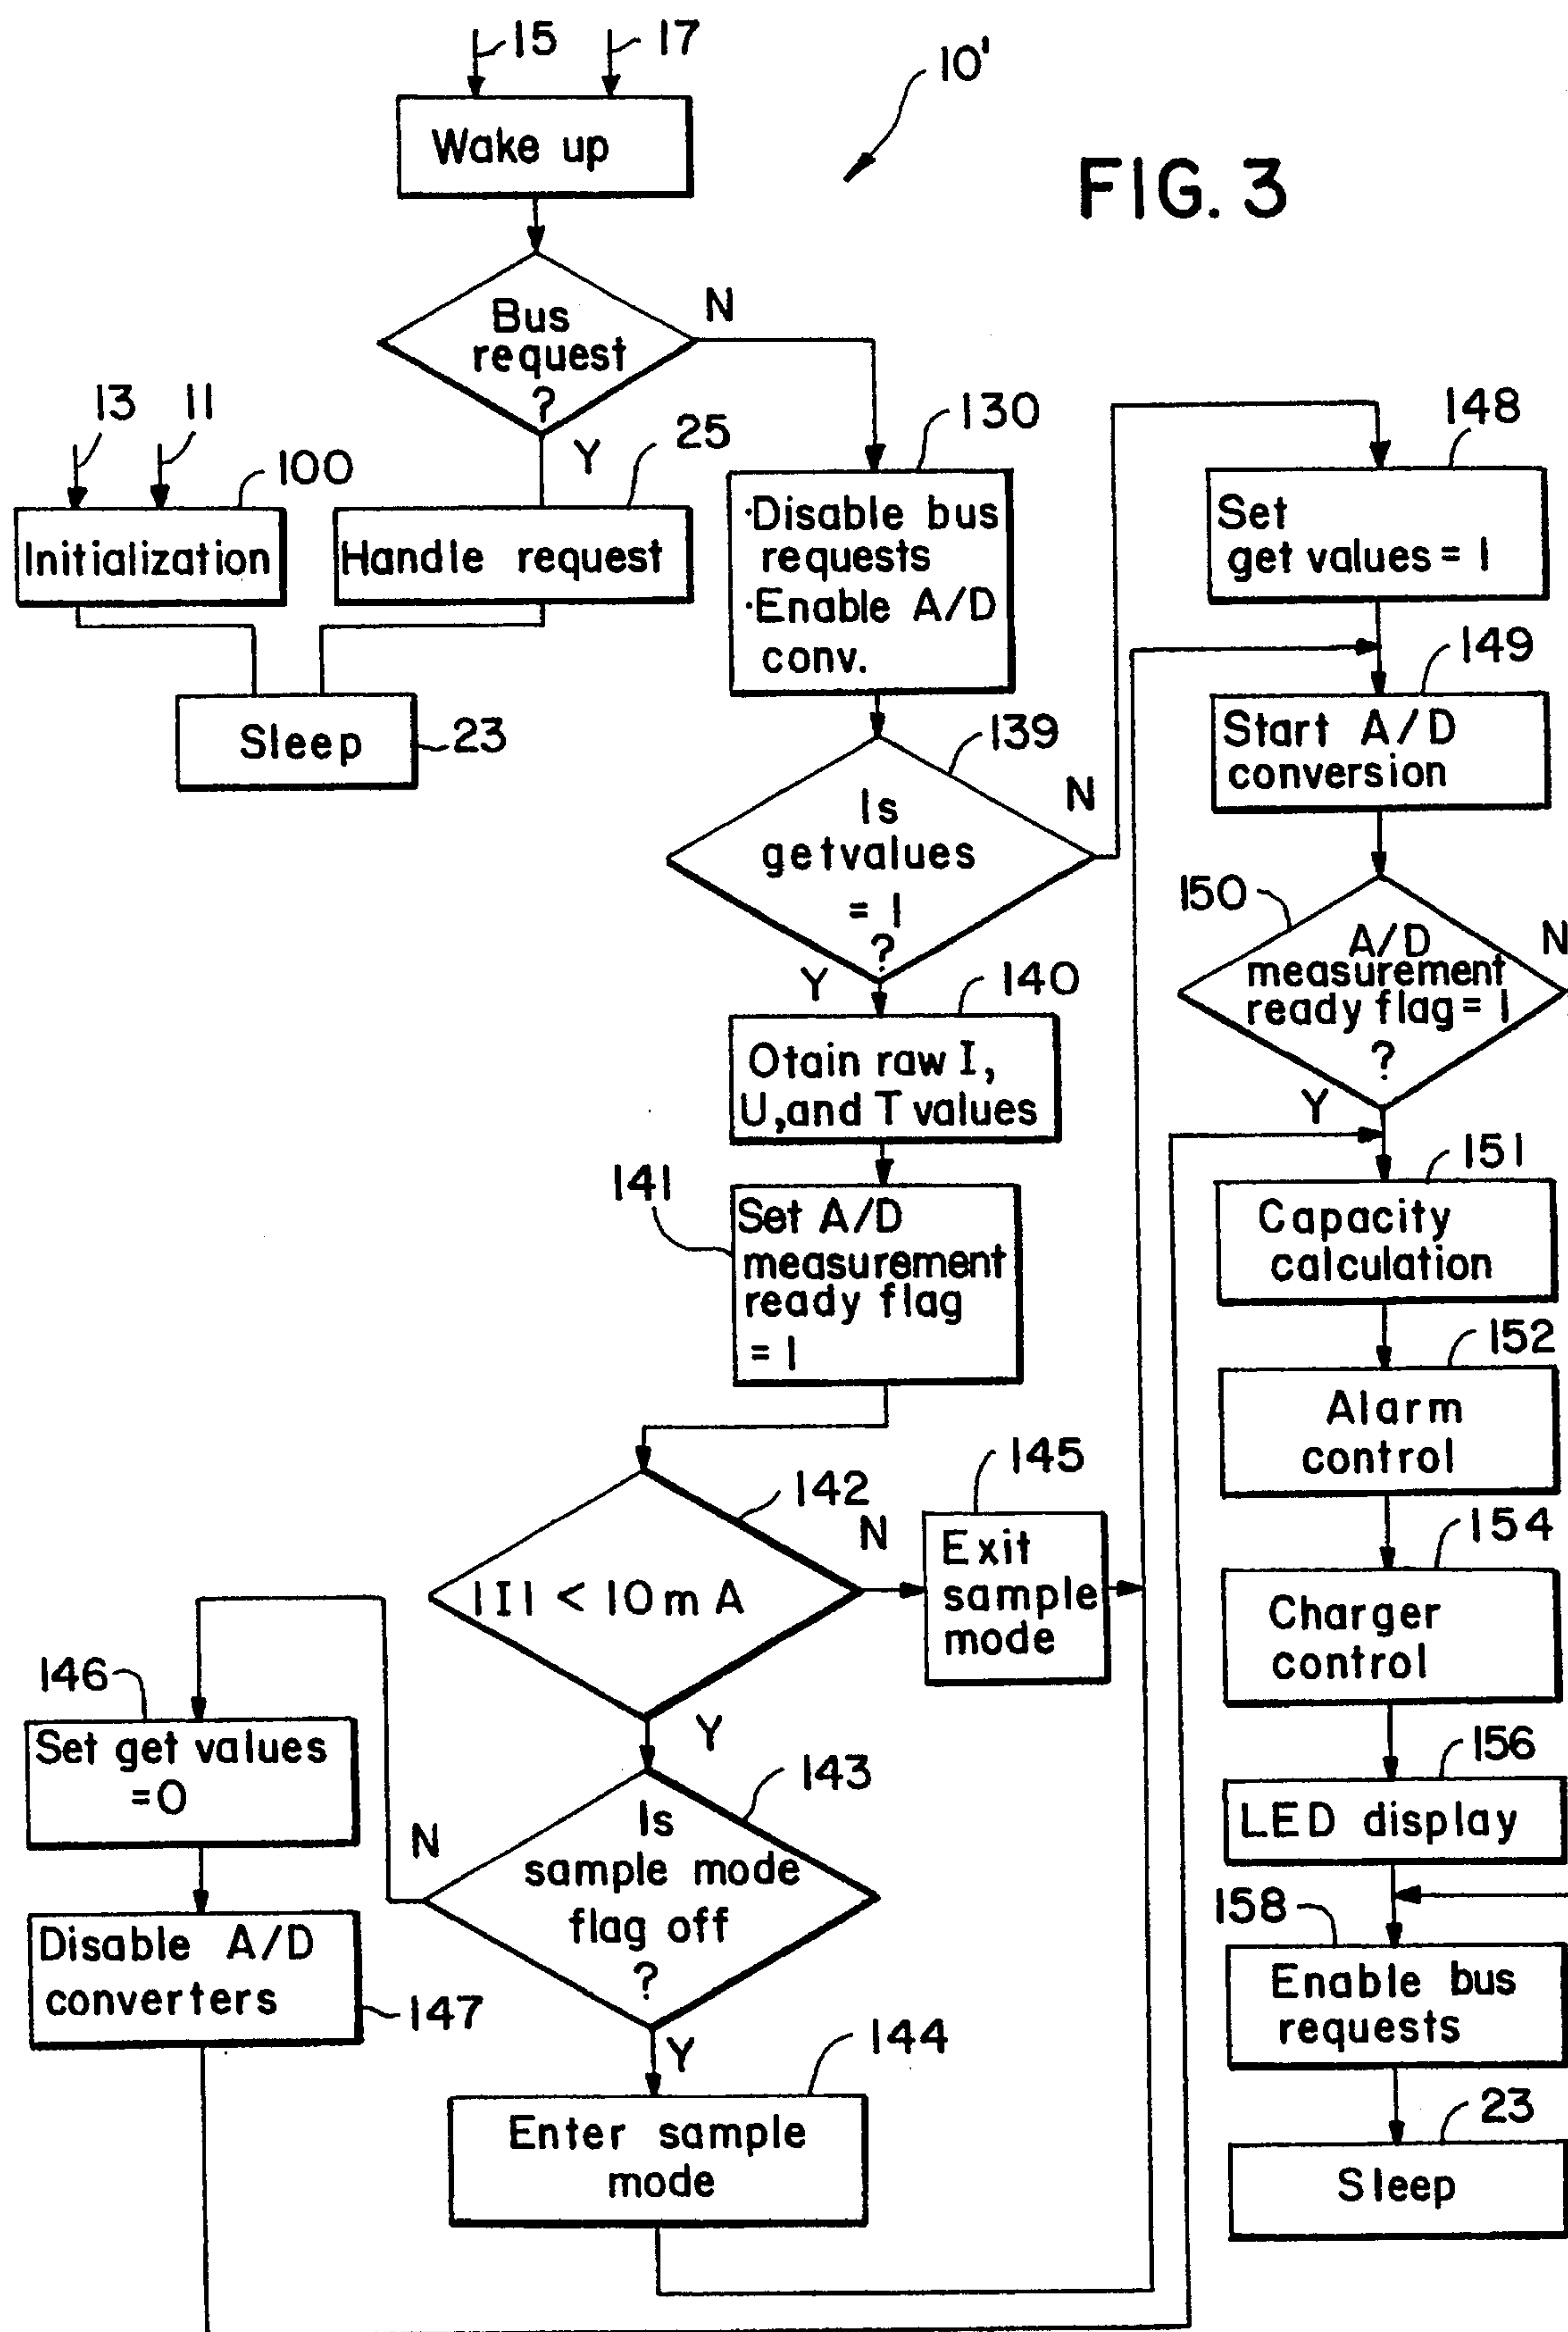 15
17
10'
Wake up
FIG. 3
Bus
request
?
N
Y
13
11
100
Initialization
25
Handle request
Sleep
23
130
·Disable bus
requests
·Enable A/D
conv.
139
Is
getvalues
= 1
?
N
Y
140
Otain raw I,
U,and T values
141
Set A/D
measurement
ready flag
= 1
142
|I| < 10 m A
N
Y
145
Exit
sample
mode
143
Is
sample mode
flag off
?
N
Y
146
Set get values
=0
Disable A/D
converters
147
144
Enter sample
mode
148
Set
get values = 1
149
Start A/D
conversion
150
A/D
measurement
ready flag = 1
?
N
Y
151
Capacity
calculation
152
Alarm
control
154
Charger
control
156
LED display
158
Enable bus
requests
23
Sleep